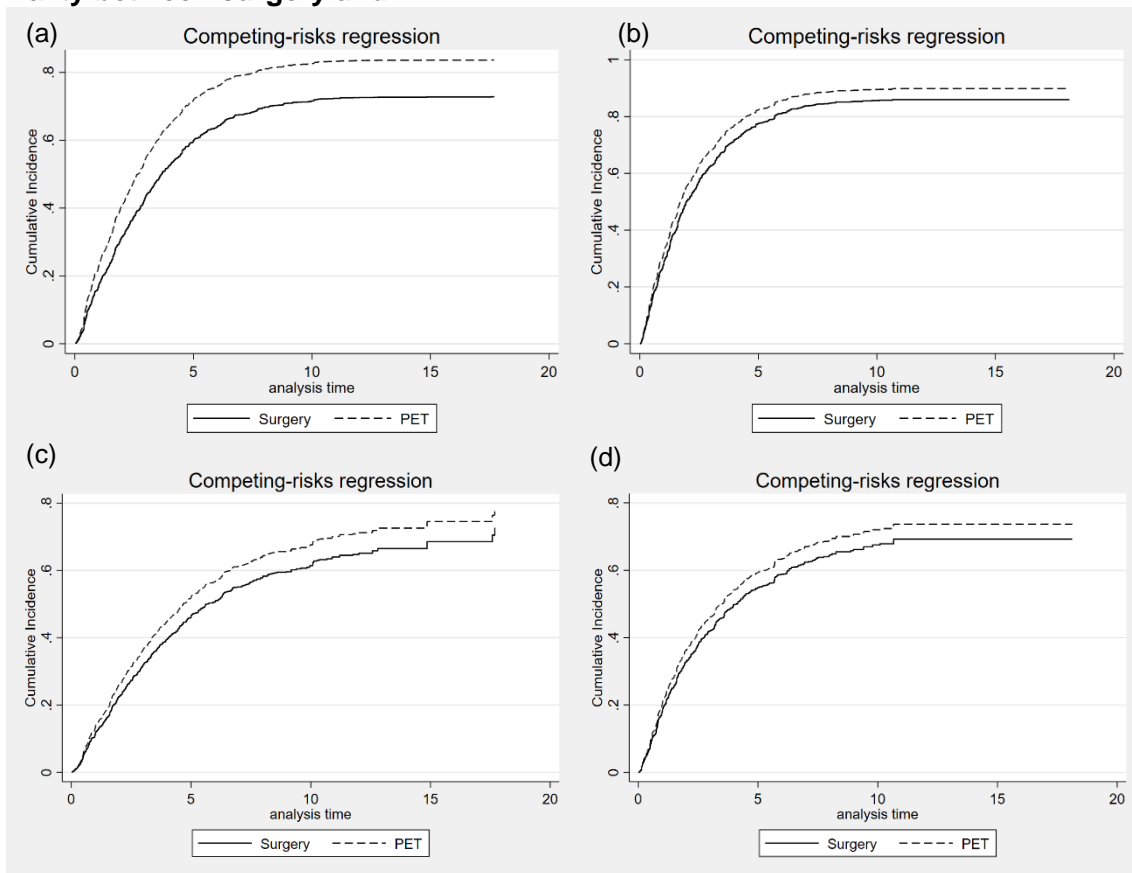 (a)
Competing-risks regression
Cumulative Incidence
.8
.6
.4
.2
0
0 5 10 15 20
analysis time
Surgery PET
(b)
Competing-risks regression
Cumulative Incidence
1
.8
.6
.4
.2
0
0 5 10 15 20
analysis time
Surgery PET
(c)
Competing-risks regression
Cumulative Incidence
.8
.6
.4
.2
0
0 5 10 15 20
analysis time
Surgery PET
(d)
Competing-risks regression
Cumulative Incidence
.8
.6
.4
.2
0
0 5 10 15 20
analysis time
Surgery PET